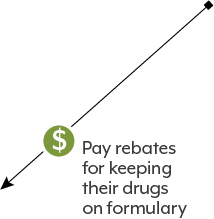 $
Pay rebates
for keeping
their drugs
on formulary